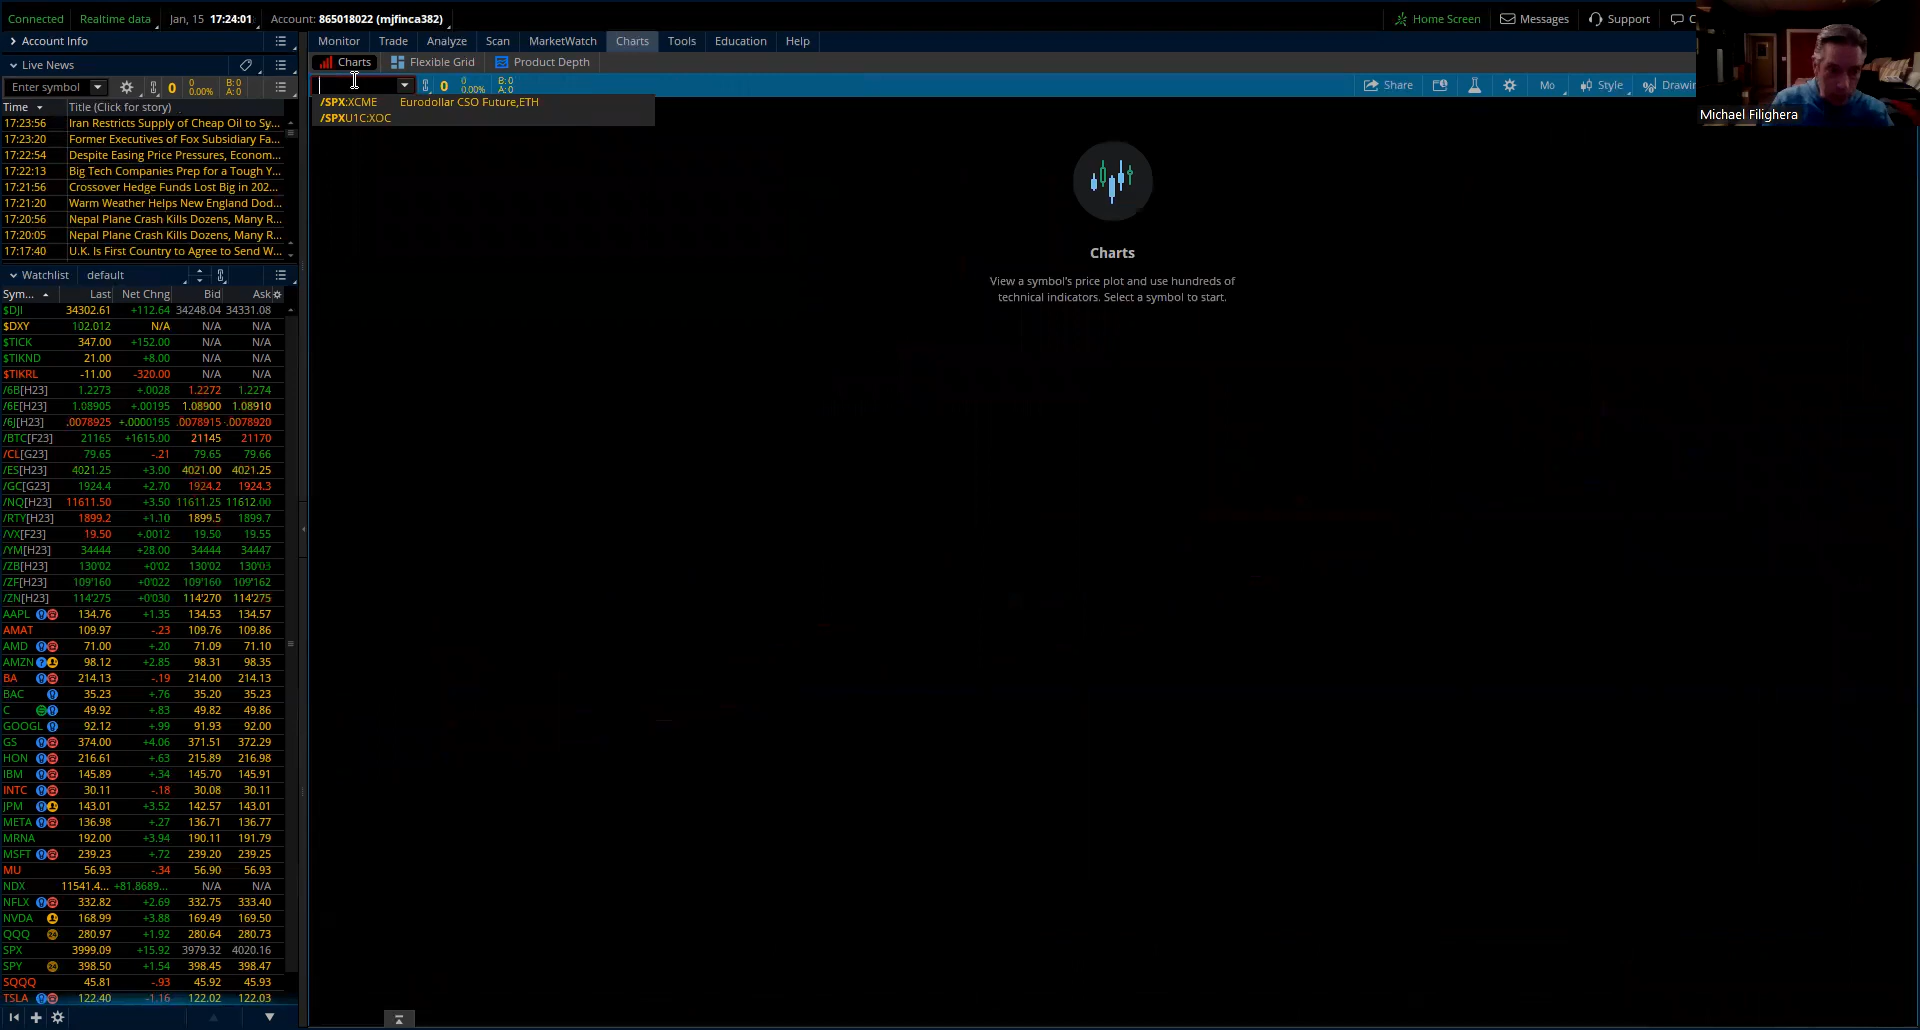 Connected Realtime data Jan, 15 17:24:01 Account: 865018022 (mjfinca382) Home Screen Messages Support C
Account Info
Monitor Trade Analyze Scan MarketWatch Charts Tools Education Help
Live News
Charts Flexible Grid Product Depth
Enter symbol 0 0 0.00% B: 0 A: 0
0 0 0.00% B: 0 A: 0 Share Mo Style Drawin
/SPX:XCME Eurodollar CSO Future,ETH
/SPXU1C:XOC
Michael Filighera
Time Title (Click for story)
17:23:56 Iran Restricts Supply of Cheap Oil to Sy...
17:23:20 Former Executives of Fox Subsidiary Fa...
17:22:54 Despite Easing Price Pressures, Econom...
17:22:13 Big Tech Companies Prep for a Tough Y...
17:21:56 Crossover Hedge Funds Lost Big in 202...
17:21:20 Warm Weather Helps New England Dod...
17:20:56 Nepal Plane Crash Kills Dozens, Many R...
17:20:05 Nepal Plane Crash Kills Dozens, Many R...
17:17:40 U.K. Is First Country to Agree to Send W...
Charts
View a symbol's price plot and use hundreds of
technical indicators. Select a symbol to start.
Watchlist default
Sym... Last Net Chng Bid Ask
$DJI 34302.61 +112.64 34248.04 34331.08
$DXY 102.012 N/A N/A N/A
$TICK 347.00 +152.00 N/A N/A
$TIKND 21.00 +8.00 N/A N/A
$TIKRL -11.00 -320.00 N/A N/A
/6B[H23] 1.2273 +.0028 1.2272 1.2274
/6E[H23] 1.08905 +.00195 1.08900 1.08910
/6J[H23] .0078925 +.0000155 .0078915 .0078920
/BTC[F23] 21165 +1615.00 21145 21170
/CL[G23] 79.65 -.21 79.65 79.66
/ES[H23] 4021.25 +3.00 4021.00 4021.25
/GC[G23] 1924.4 +2.70 1924.2 1924.3
/NQ[H23] 11611.50 +3.50 11611.25 11612.00
/RTY[H23] 1899.2 +1.10 1899.5 1899.7
/VX[F23] 19.50 +.0012 19.50 19.55
/YM[H23] 34444 +28.00 34444 34447
/ZB[H23] 130'02 +0'02 130'02 130'03
/ZF[H23] 109'160 +0'022 109'160 109'162
/ZN[H23] 114'275 +0'030 114'270 114'275
AAPL 134.76 +1.35 134.53 134.57
AMAT 109.97 -.23 109.76 109.86
AMD 71.00 +.20 71.09 71.10
AMZN 98.12 +2.85 98.31 98.35
BA 214.13 -.19 214.00 214.13
BAC 35.23 +.76 35.20 35.23
C 49.92 +.83 49.82 49.86
GOOGL 92.12 +.99 91.93 92.00
GS 374.00 +4.06 371.51 372.29
HON 216.61 +.63 215.89 216.98
IBM 145.89 +.34 145.70 145.91
INTC 30.11 -.18 30.08 30.11
JPM 143.01 +3.52 142.57 143.01
META 136.98 +.27 136.71 136.77
MRNA 192.00 +3.94 190.11 191.79
MSFT 239.23 +.72 239.20 239.25
MU 56.93 -.34 56.90 56.93
NDX 11541.4... +81.8689... N/A N/A
NFLX 332.82 +2.69 332.75 333.40
NVDA 168.99 +3.88 169.49 169.50
QQQ 24 280.97 +1.92 280.64 280.73
SPX 3999.09 +15.92 3979.32 4020.16
SPY 24 398.50 +1.54 398.45 398.47
SQQQ 45.81 -.93 45.92 45.93
TSLA 122.40 -1.16 122.02 122.03